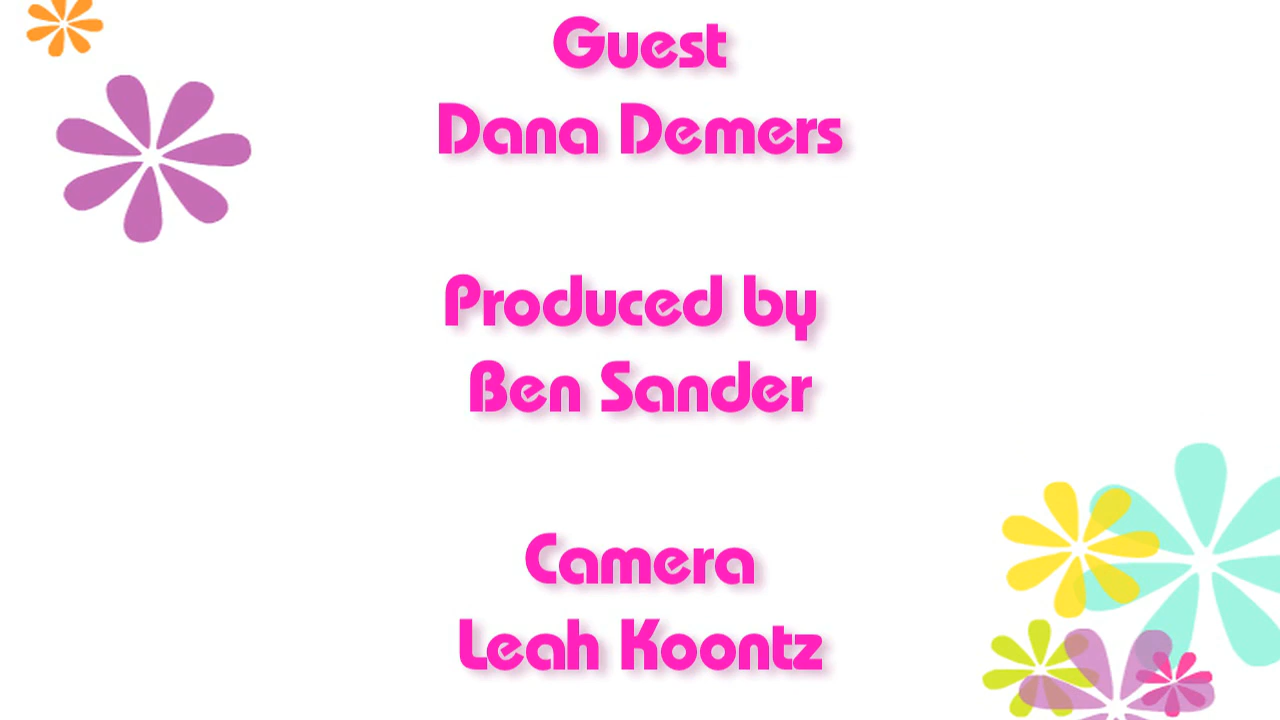 Guest
Dana Demers
Produced by
Ben Sander
Camera
Leah Koontz